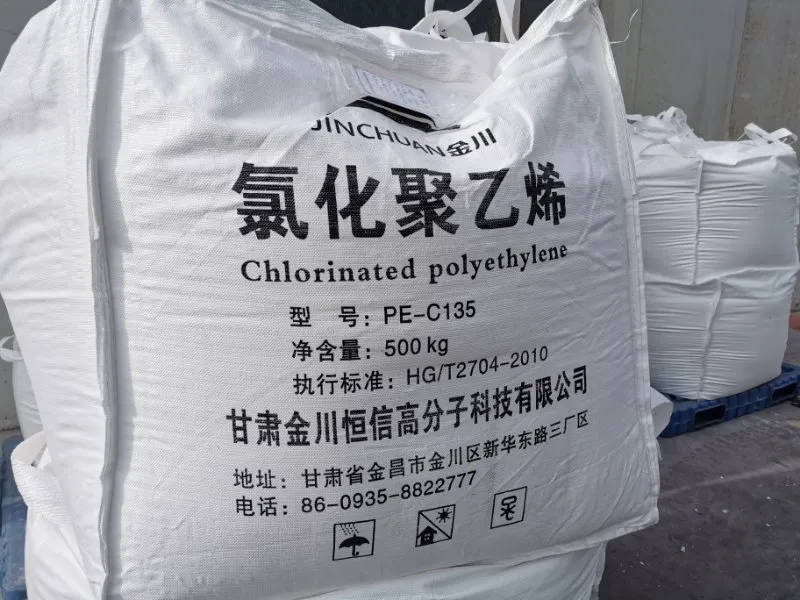 JINCHUAN金川
氯化聚乙烯
Chlorinated polyethylene
型 号: PE-C135
净含量: 500 kg
执行标准: HG/T2704-2010
甘肃金川恒信高分子科技有限公司
地址: 甘肃省金昌市金川区新华东路三厂区
电话: 86-0935-8822777